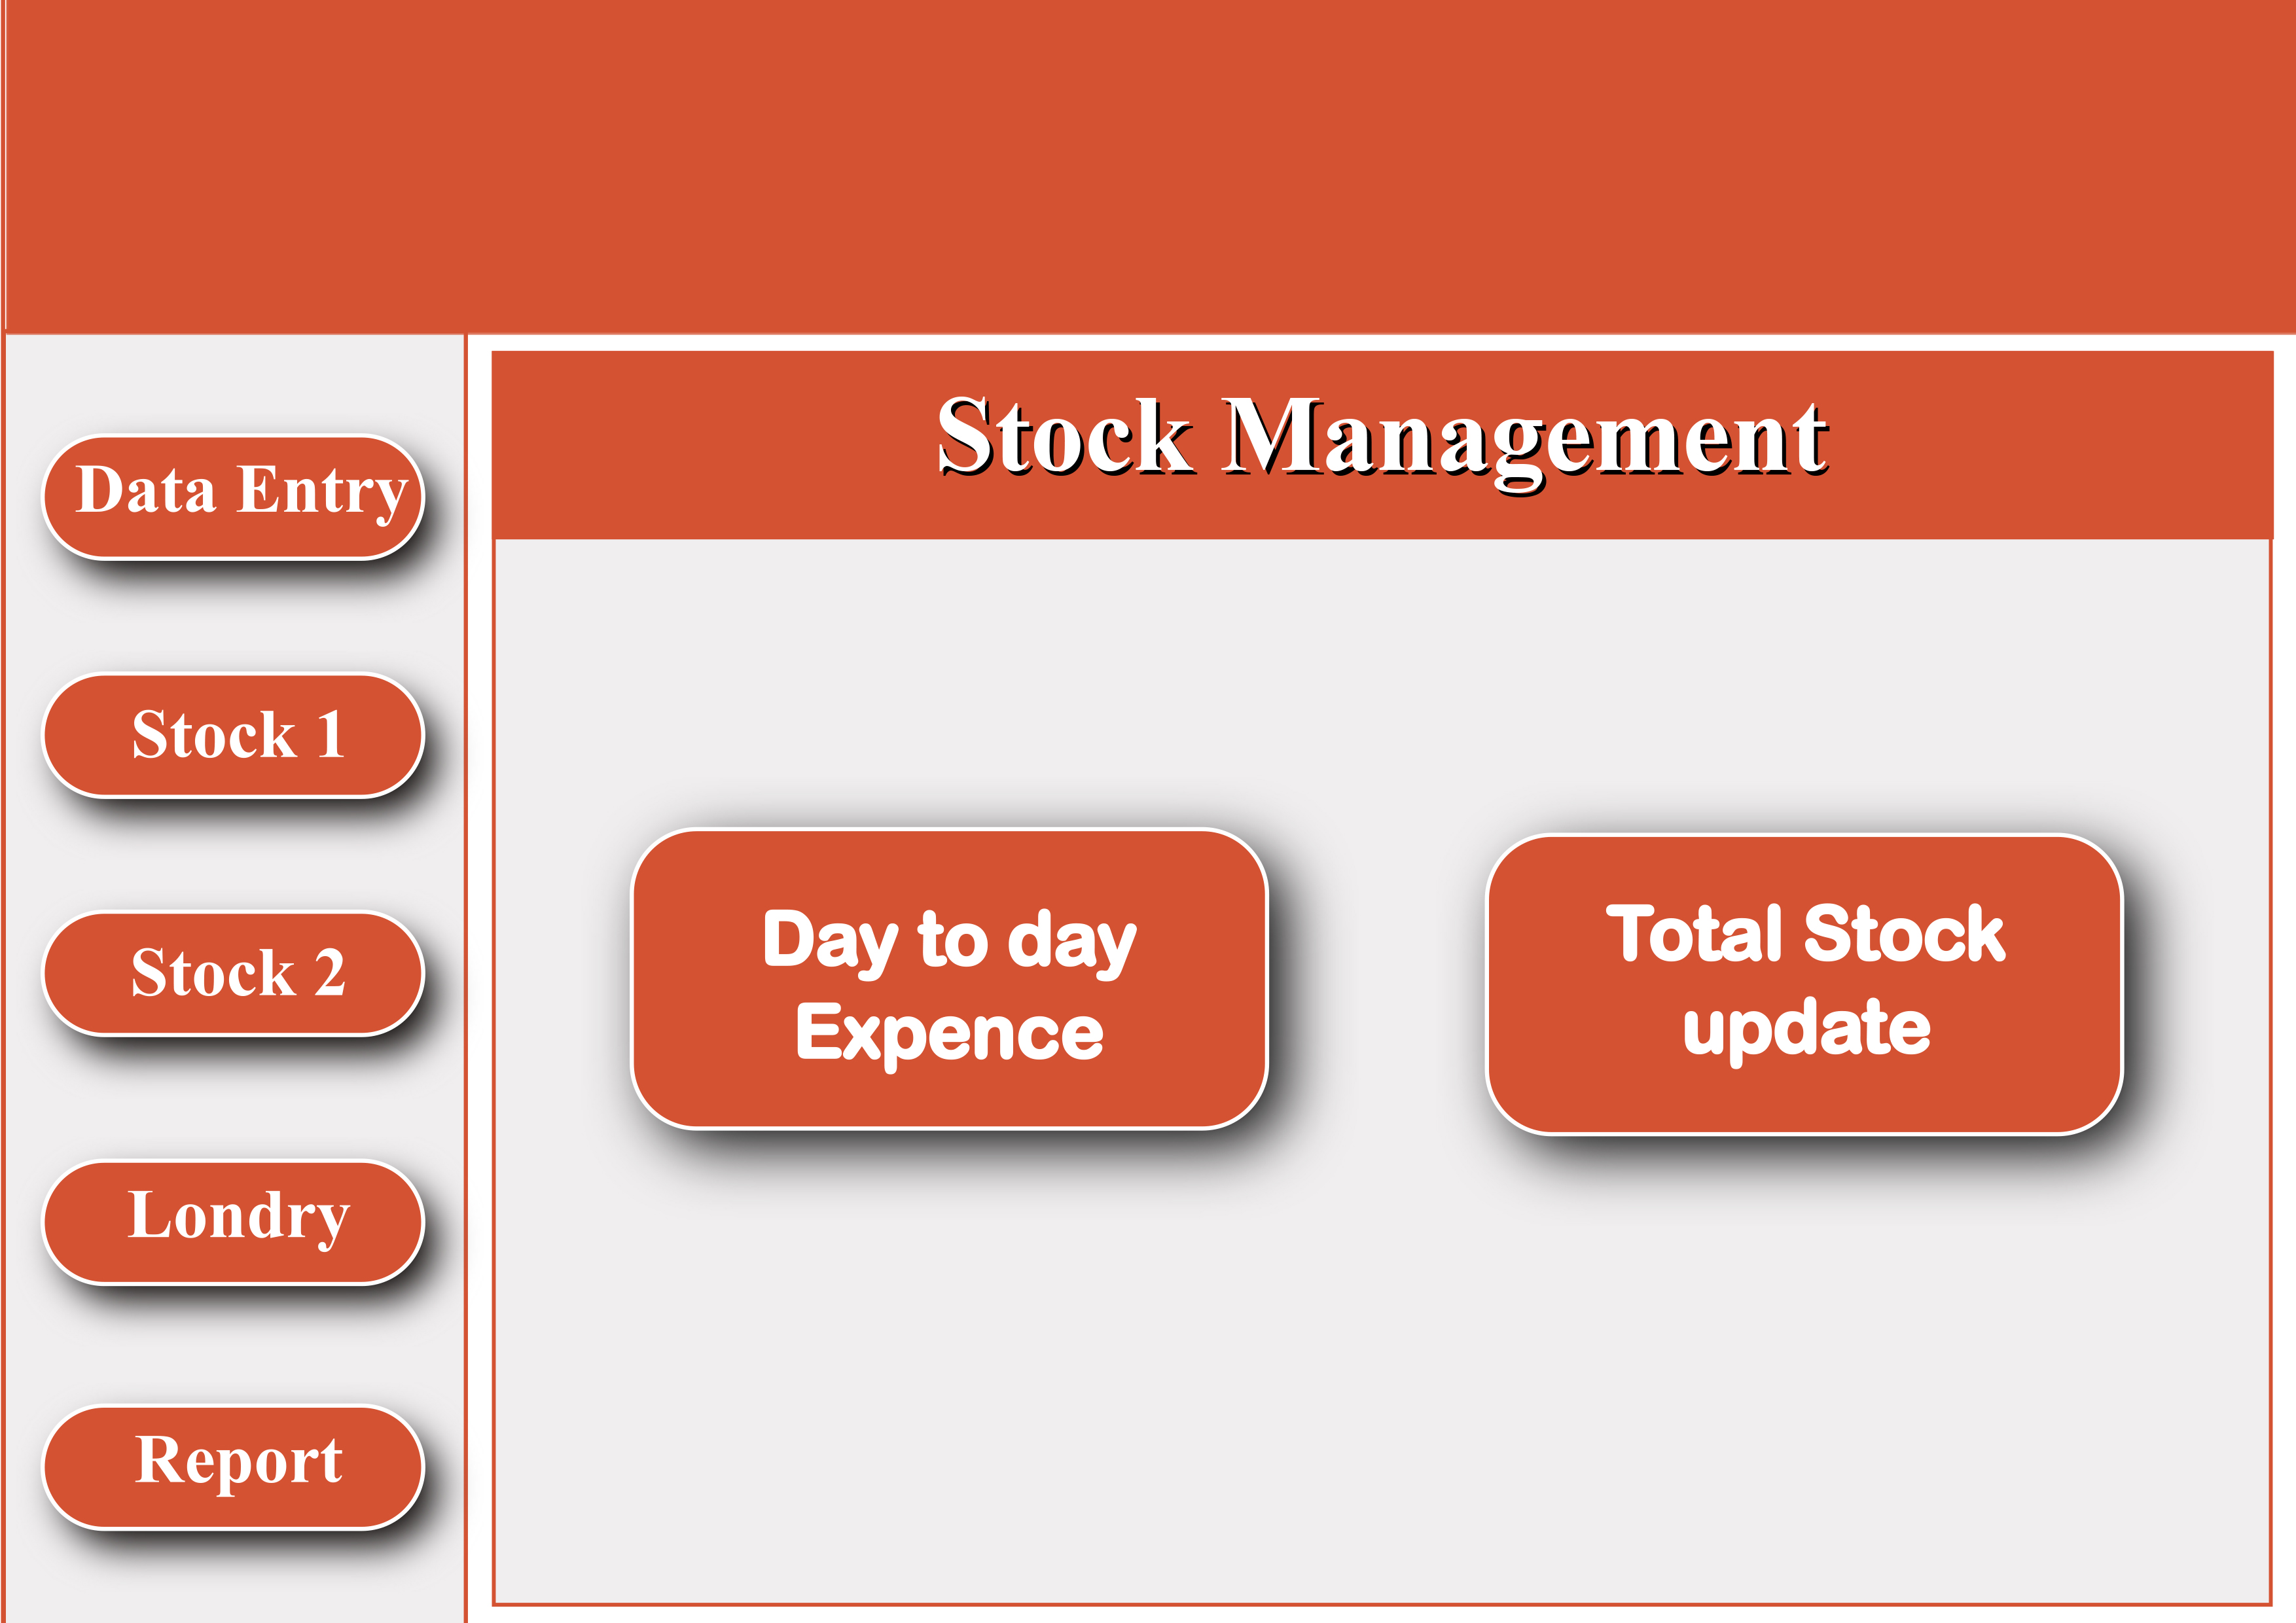 Stock Management
Data Entry
Stock 1
Stock 2
Londry
Report
Day to day
Expence
Total Stock
update